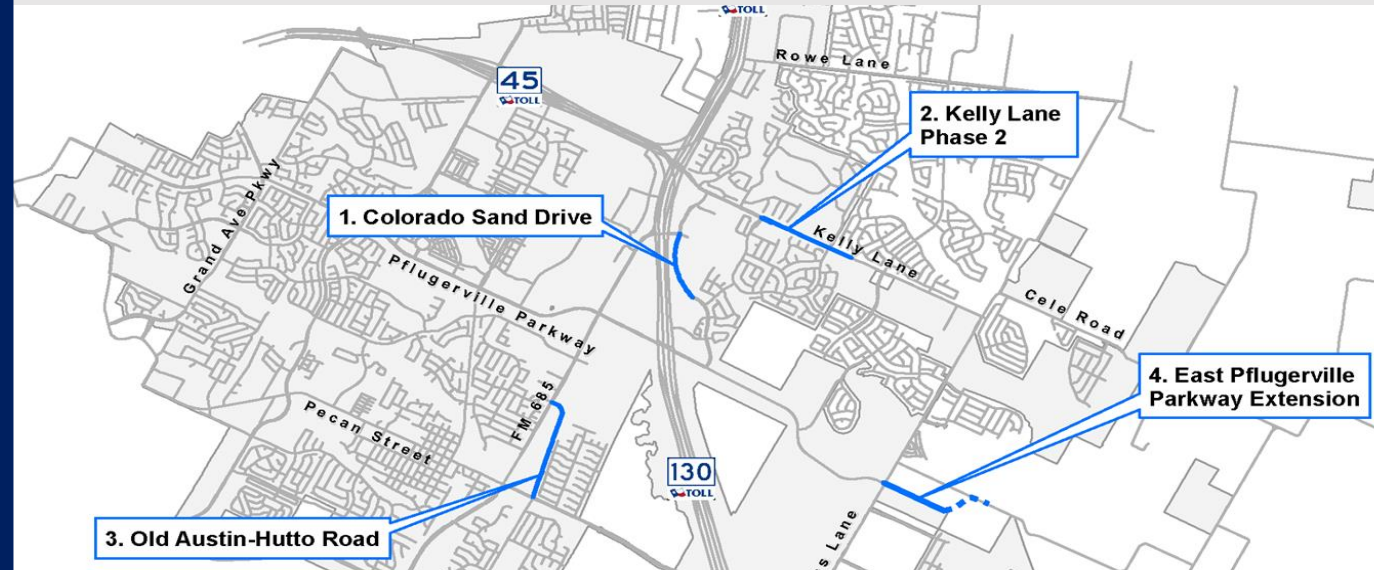 TOLL
Rowe Lane
45
TOLL
2. Kelly Lane
Phase 2
Grand Ave Pkwy
1. Colorado Sand Drive
Kelly Lane
Pflugerville Parkway
Cele Road
4. East Pflugerville
Parkway Extension
FM 685
Pecan Street
130
TOLL
3. Old Austin-Hutto Road
Lane